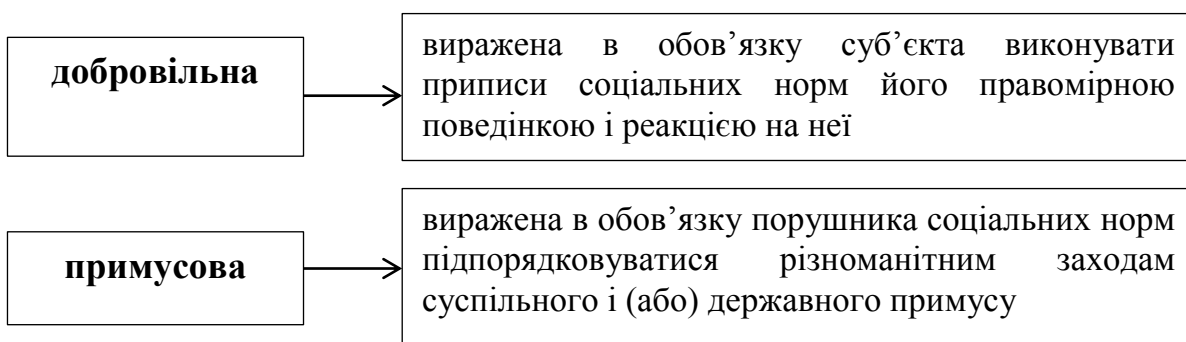 добровільна
виражена в обов’язку суб’єкта виконувати
приписи соціальних норм його правомірною
поведінкою і реакцією на неї
примусова
виражена в обов’язку порушника соціальних норм
підпорядковуватися різноманітним заходам
суспільного і (або) державного примусу